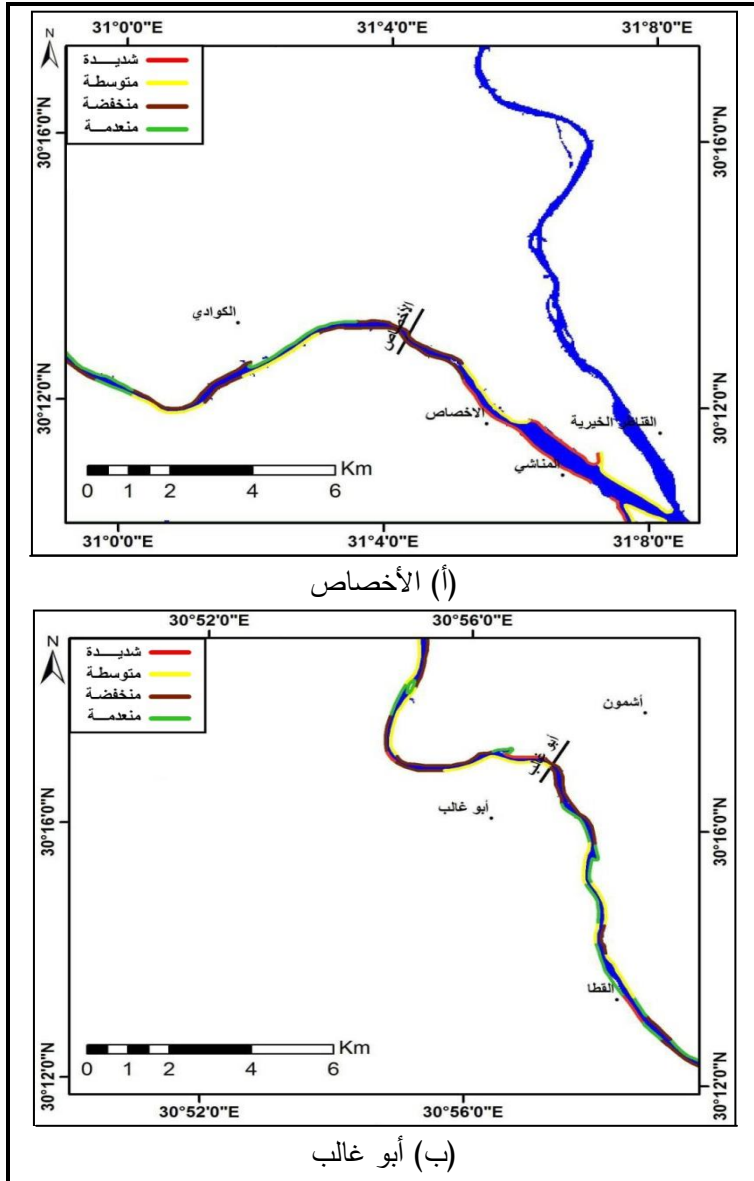 31°0'0"E 31°4'0"E 31°8'0"E
N
شديـــدة
متوسطة
منخفضة
منعدمـــة
30°16'0"N 30°16'0"N
الكوادي
الأخصاص
30°12'0"N 30°12'0"N
الاخصاص
القناطر الخيرية
المناشي
Km
0 1 2 4 6
31°0'0"E 31°4'0"E 31°8'0"E
(أ) الأخصاص
30°52'0"E 30°56'0"E
N
شديـــدة
متوسطة
منخفضة
منعدمـــة
أشمون
أبو غالب
أبو غالب
30°16'0"N 30°16'0"N
القطا
Km
0 1 2 4 6
30°12'0"N 30°12'0"N
30°52'0"E 30°56'0"E
(ب) أبو غالب